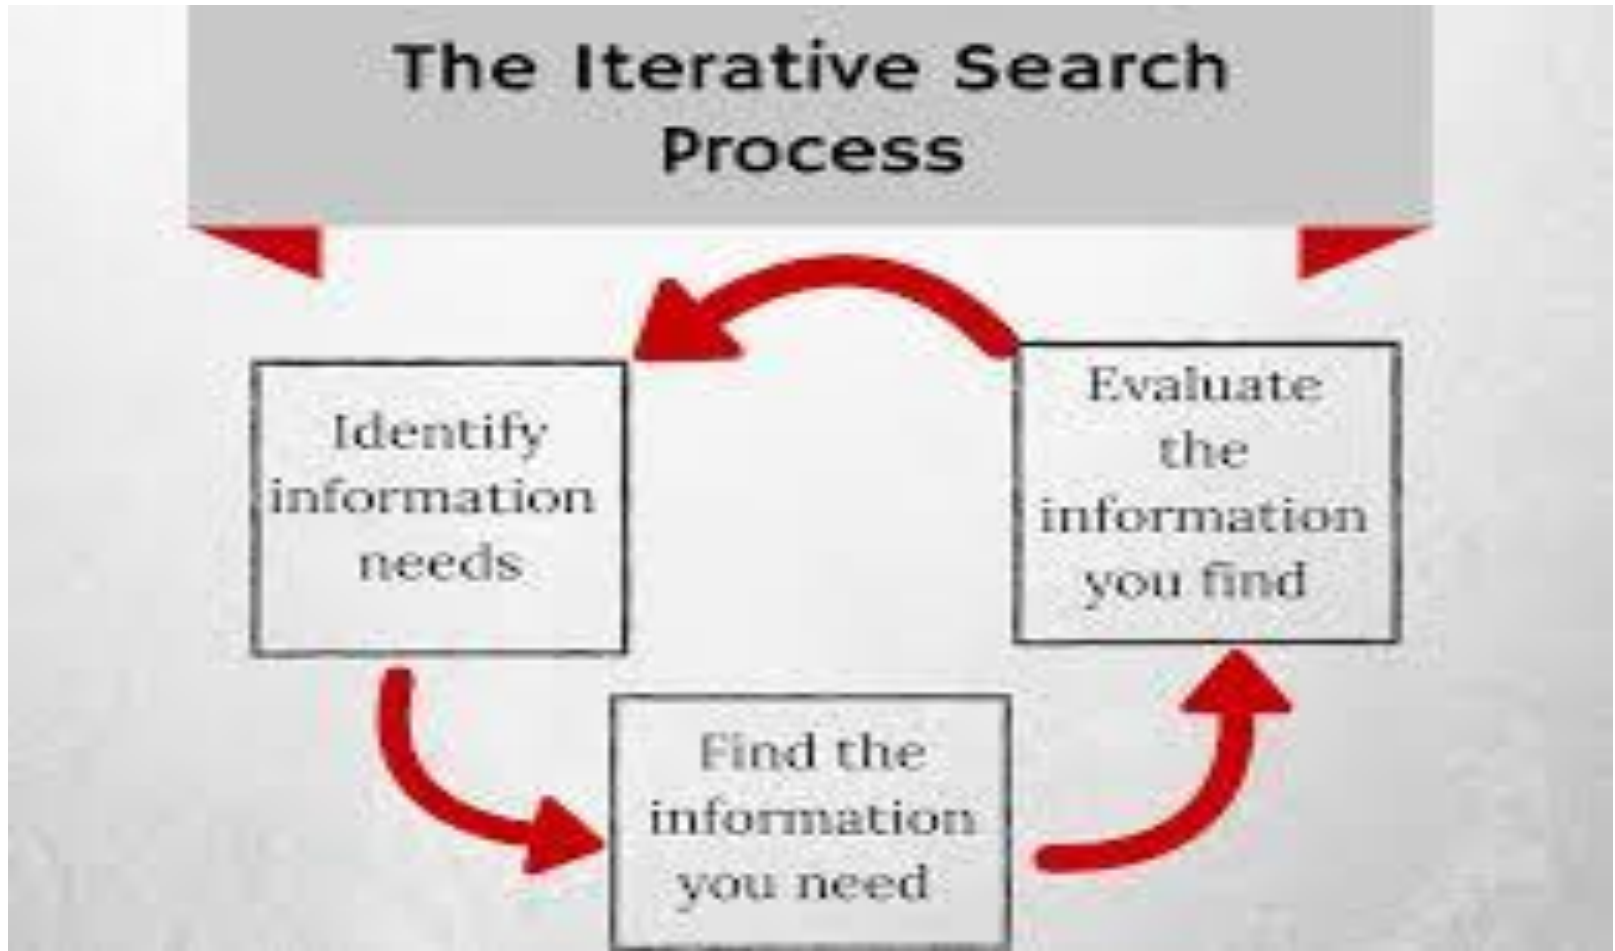 The Iterative Search
Process
Identify
information
needs
Find the
information
you need
Evaluate
the
information
you find